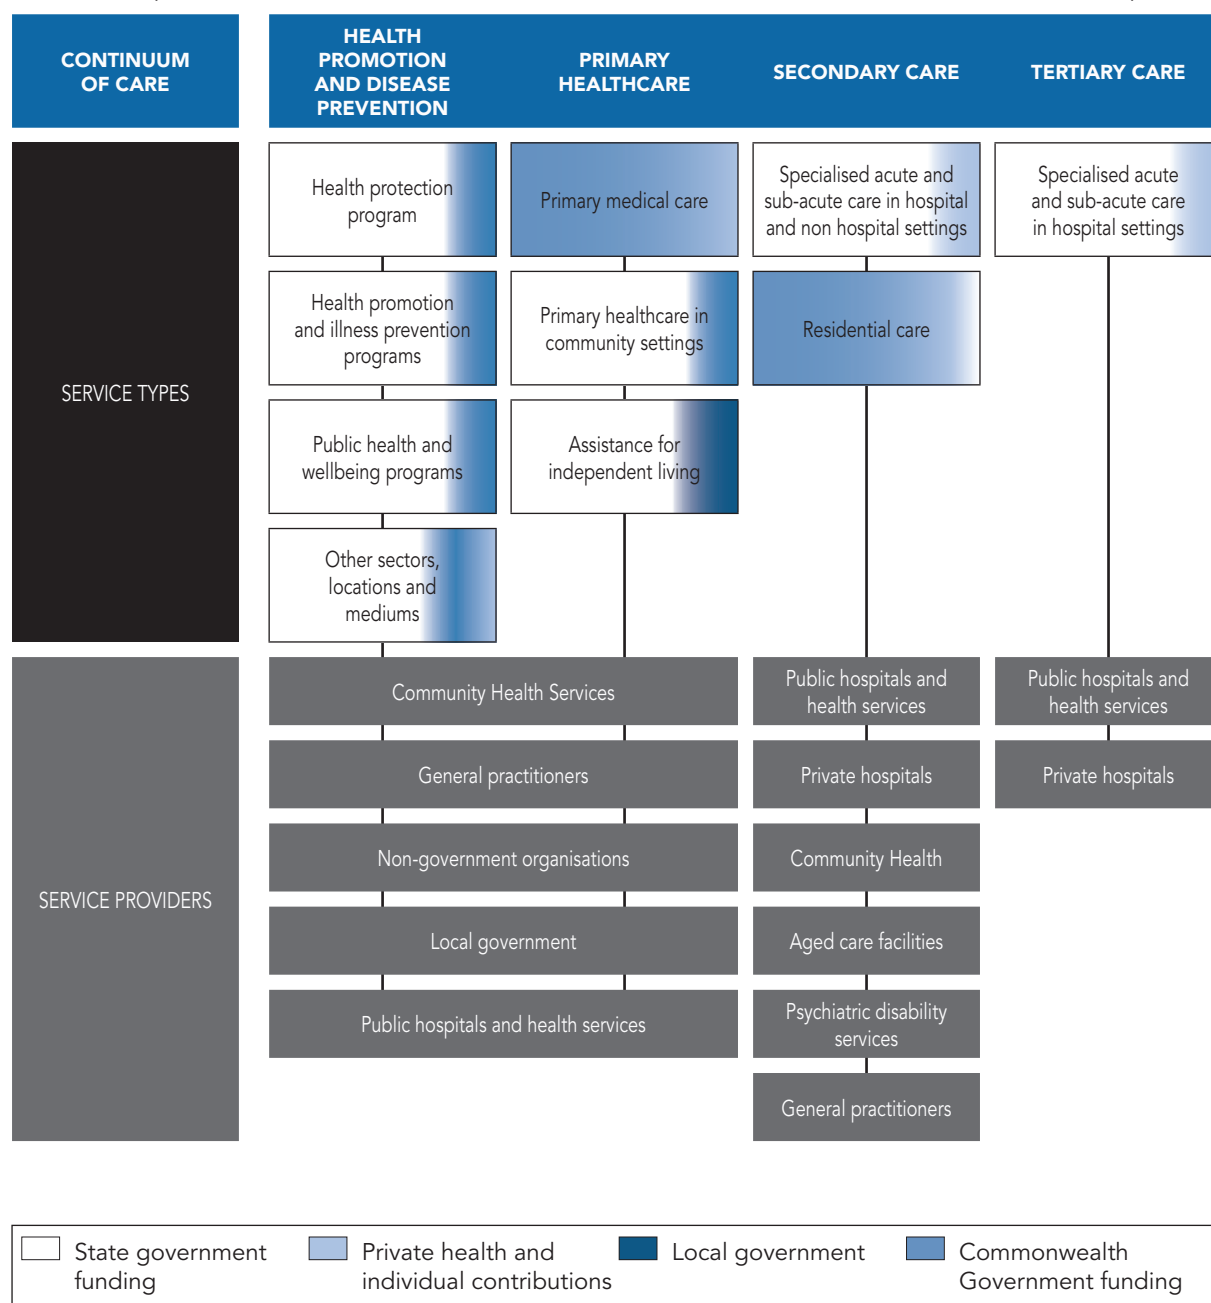 CONTINUUM
OF CARE
HEALTH
PROMOTION
AND DISEASE
PREVENTION
PRIMARY
HEALTHCARE
SECONDARY CARE
TERTIARY CARE
SERVICE TYPES
Health protection
program
Primary medical care
Specialised acute and
sub-acute care in hospital
and non hospital settings
Specialised acute
and sub-acute care
in hospital settings
Health promotion
and illness prevention
programs
Primary healthcare in
community settings
Residential care
Public health and
wellbeing programs
Assistance for
independent living
Other sectors,
locations and
mediums
SERVICE PROVIDERS
Community Health Services
Public hospitals and
health services
Public hospitals and
health services
General practitioners
Private hospitals
Private hospitals
Non-government organisations
Community Health
Local government
Aged care facilities
Public hospitals and health services
Psychiatric disability
services
General practitioners
State government
funding
Private health and
individual contributions
Local government
Commonwealth
Government funding